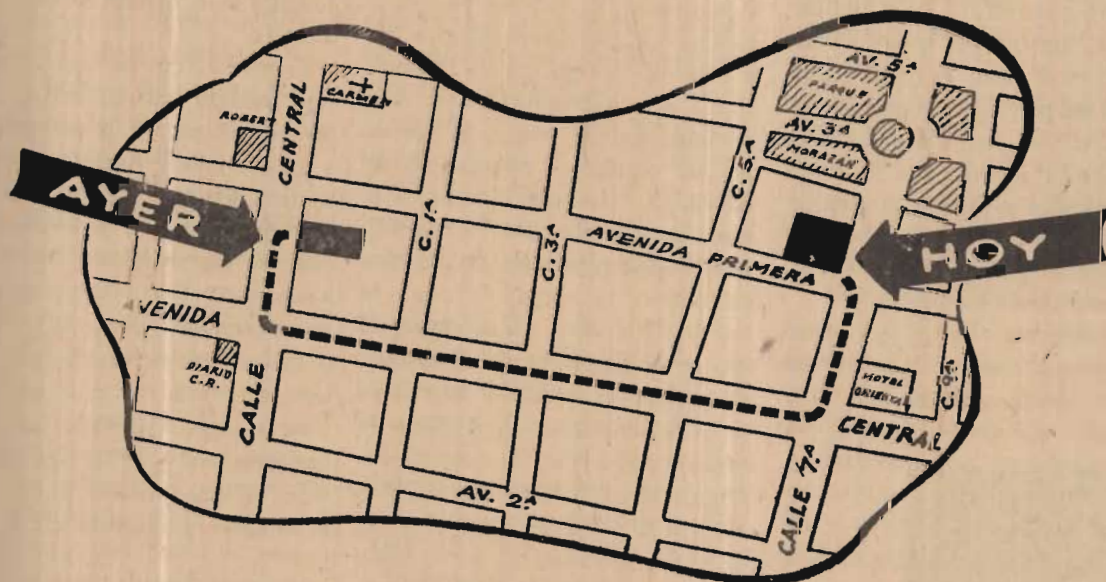 AV. 5ª
PARQUE
CARMEN
CENTRAL
ROBERT
AV. 3ª
MORAZAN
C. 5ª
AYER
C. 1ª
C. 3ª
AVENIDA PRIMERA
HOY
AVENIDA
DIARIO
C.R.
CALLE
HOTEL
C. 9ª
CENTRAL
AV. 2ª
CALLE 7ª